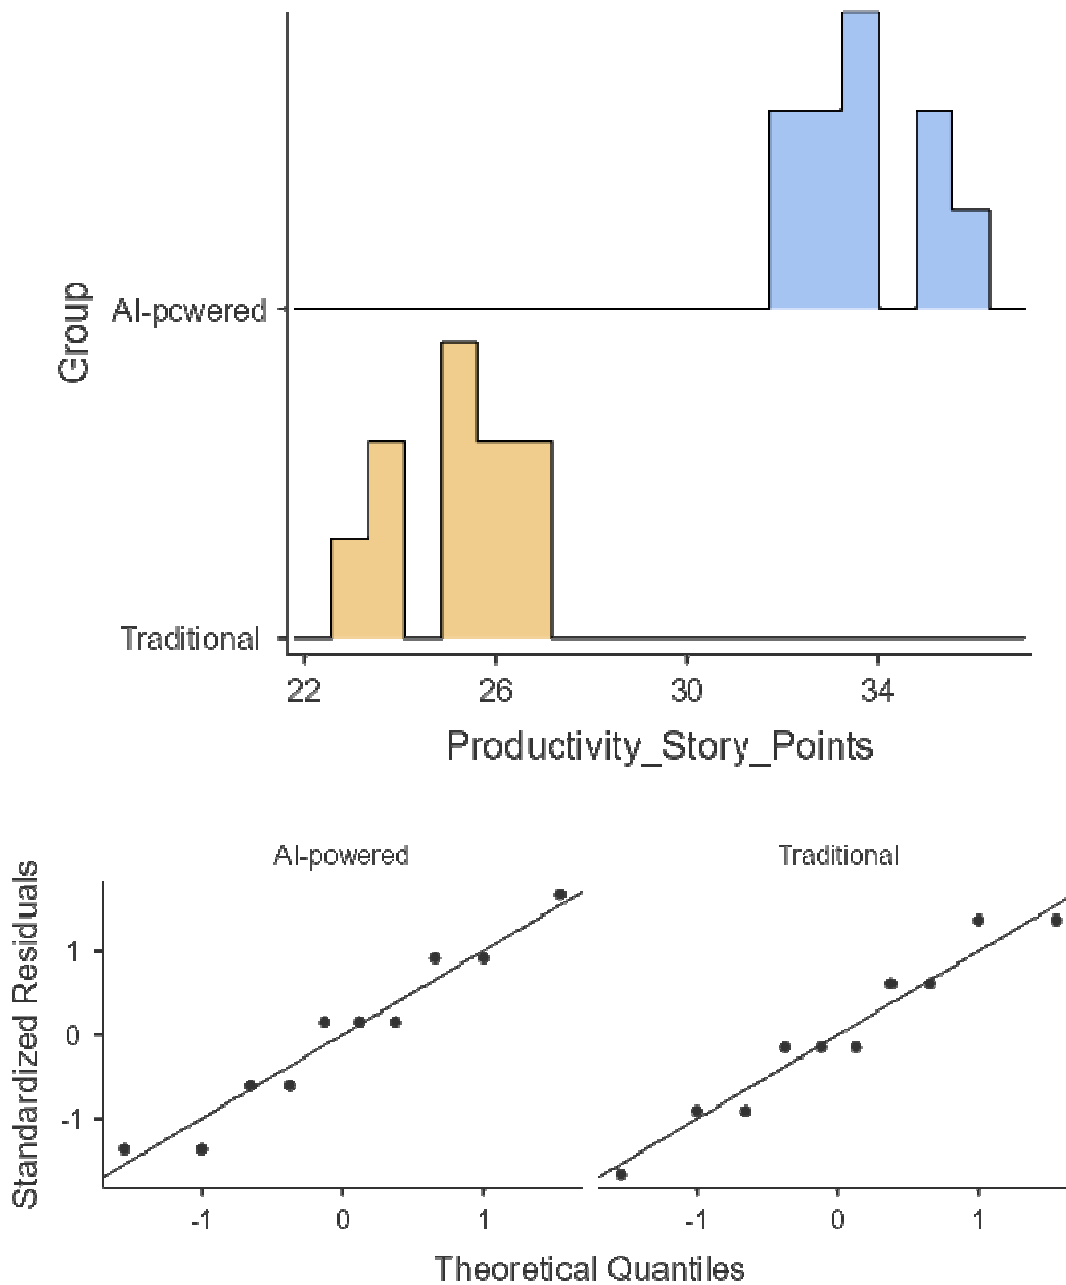 Group
AI-pcwered
Traditional
22 26 30 34
Productivity_Story_Points
AI-powered Traditional
Standardized Residuals
1
0
-1
-1 0 1 -1 0 1
Theoretical Quantiles